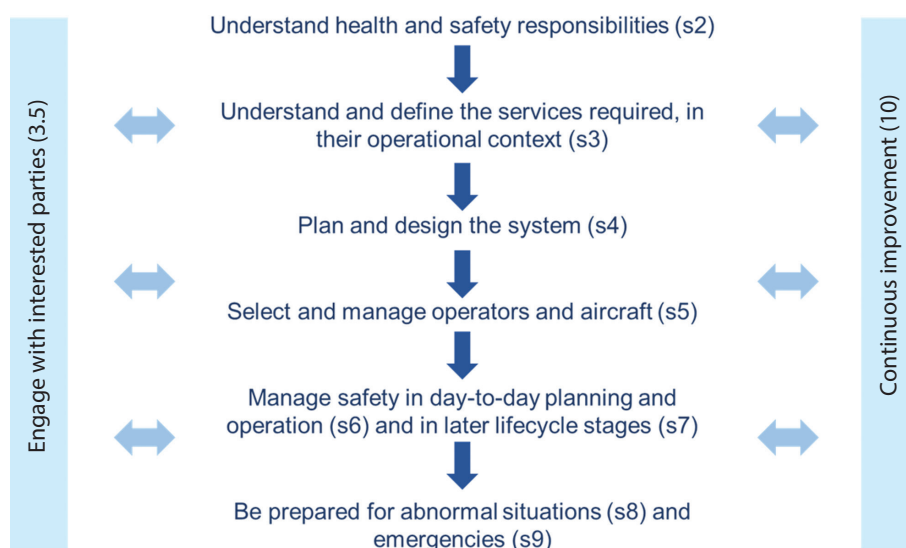 Understand health and safety responsibilities (s2)
Understand and define the services required, in
their operational context (s3)
Plan and design the system (s4)
Select and manage operators and aircraft (s5)
Manage safety in day-to-day planning and
operation (s6) and in later lifecycle stages (s7)
Be prepared for abnormal situations (s8) and
emergencies (s9)
Engage with interested parties (3.5)
Continuous improvement (10)